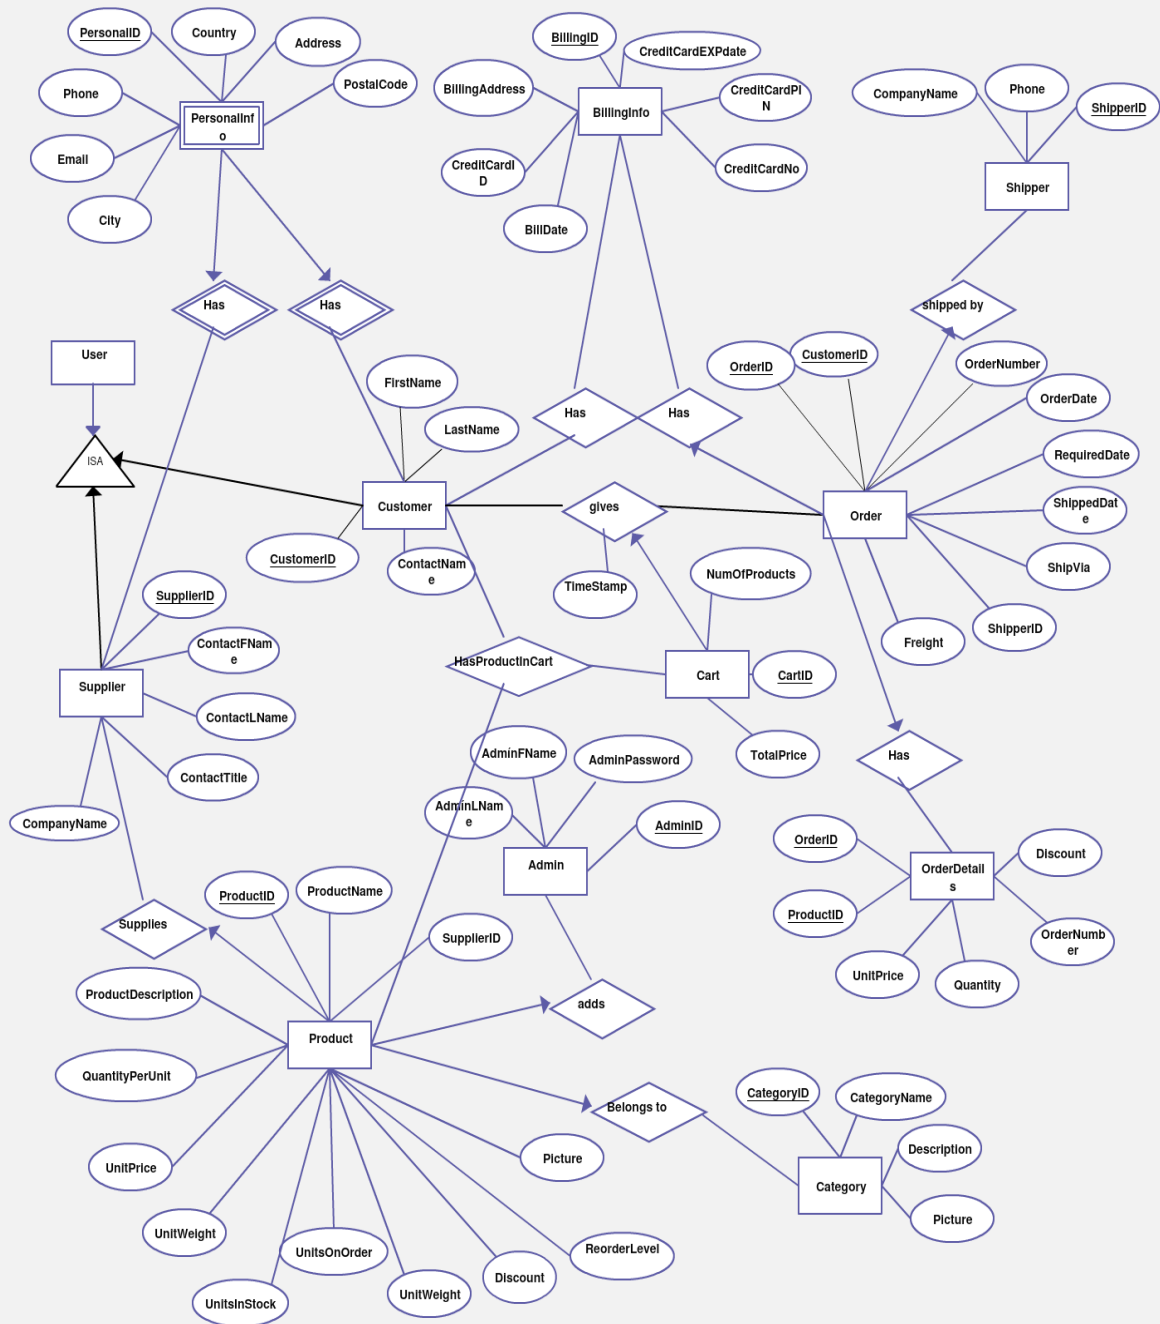 PersonalID
Country
Address
Phone
PostalCode
PersonalInf
o
Email
City
BillingID
CreditCardEXPdate
BillingAddress
CreditCardPI
N
BillingInfo
CreditCardI
D
CreditCardNo
BillDate
CompanyName
Phone
ShipperID
Shipper
Has
Has
shipped by
User
ISA
FirstName
LastName
Has
Has
OrderID
CustomerID
OrderNumber
OrderDate
RequiredDate
ShippedDat
e
ShipVia
ShipperID
Freight
Order
Customer
gives
CustomerID
ContactNam
e
TimeStamp
NumOfProducts
SupplierID
ContactFNam
e
Supplier
ContactLName
ContactTitle
CompanyName
HasProductInCart
Cart
CartID
TotalPrice
Has
AdminFName
AdminPassword
AdminLNam
e
AdminID
Admin
OrderID
OrderDetail
s
Discount
ProductID
OrderNumb
er
UnitPrice
Quantity
Supplies
ProductID
ProductName
SupplierID
ProductDescription
adds
Product
QuantityPerUnit
Belongs to
CategoryID
CategoryName
Description
Category
Picture
UnitPrice
Picture
UnitWeight
UnitsOnOrder
ReorderLevel
Discount
UnitWeight
UnitsInStock